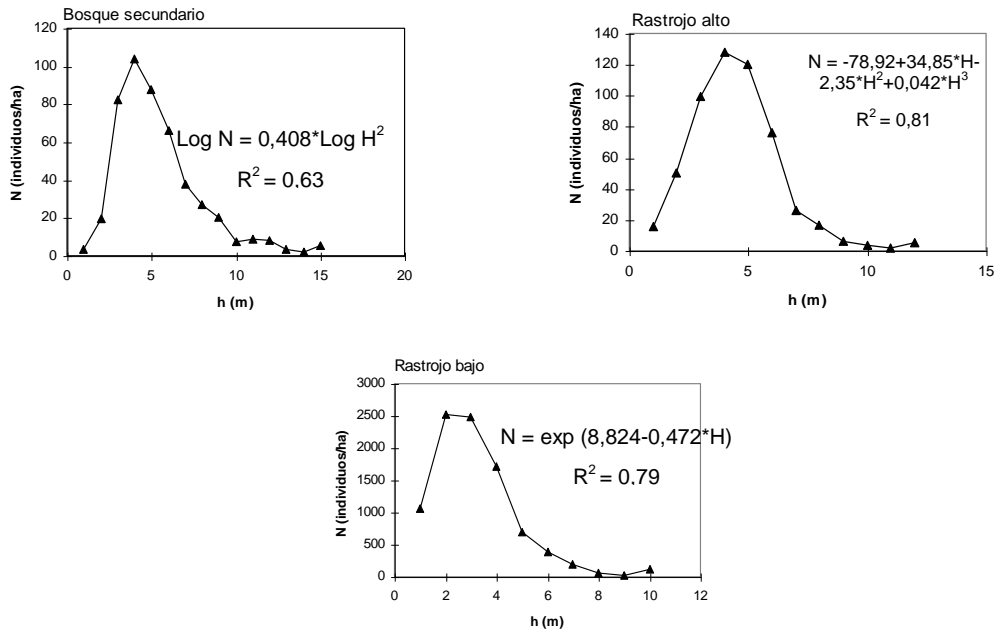 Bosque secundario
120
100
80
60
40
20
0
N (individuos/ha)
Log N = 0,408*Log H²
R² = 0,63
0 5 10 15 20
h (m)
Rastrojo alto
140
120
100
80
60
40
20
0
N (individuos/ha)
N = -78,92+34,85*H-
2,35*H²+0,042*H³
R² = 0,81
0 5 10 15
h (m)
Rastrojo bajo
3000
2500
2000
1500
1000
500
0
N (individuos/ha)
N = exp (8,824-0,472*H)
R² = 0,79
0 2 4 6 8 10 12
h (m)